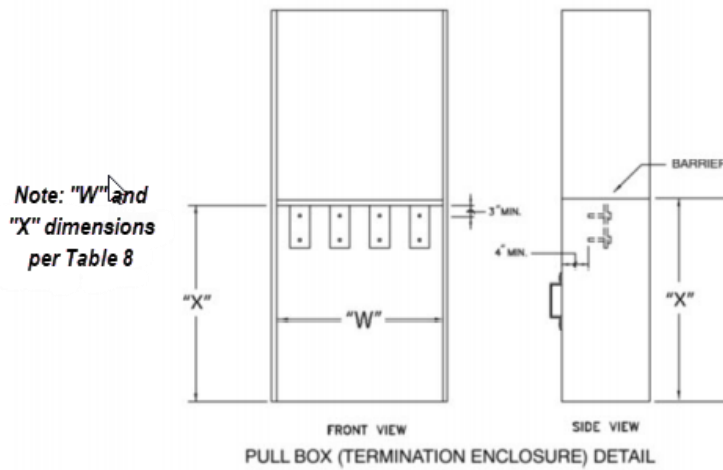 BARRIER
Note: "W" and
"X" dimensions
per Table 8
3" MIN.
4" MIN.
"X"
"W"
"X"
FRONT VIEW
SIDE VIEW
PULL BOX (TERMINATION ENCLOSURE) DETAIL